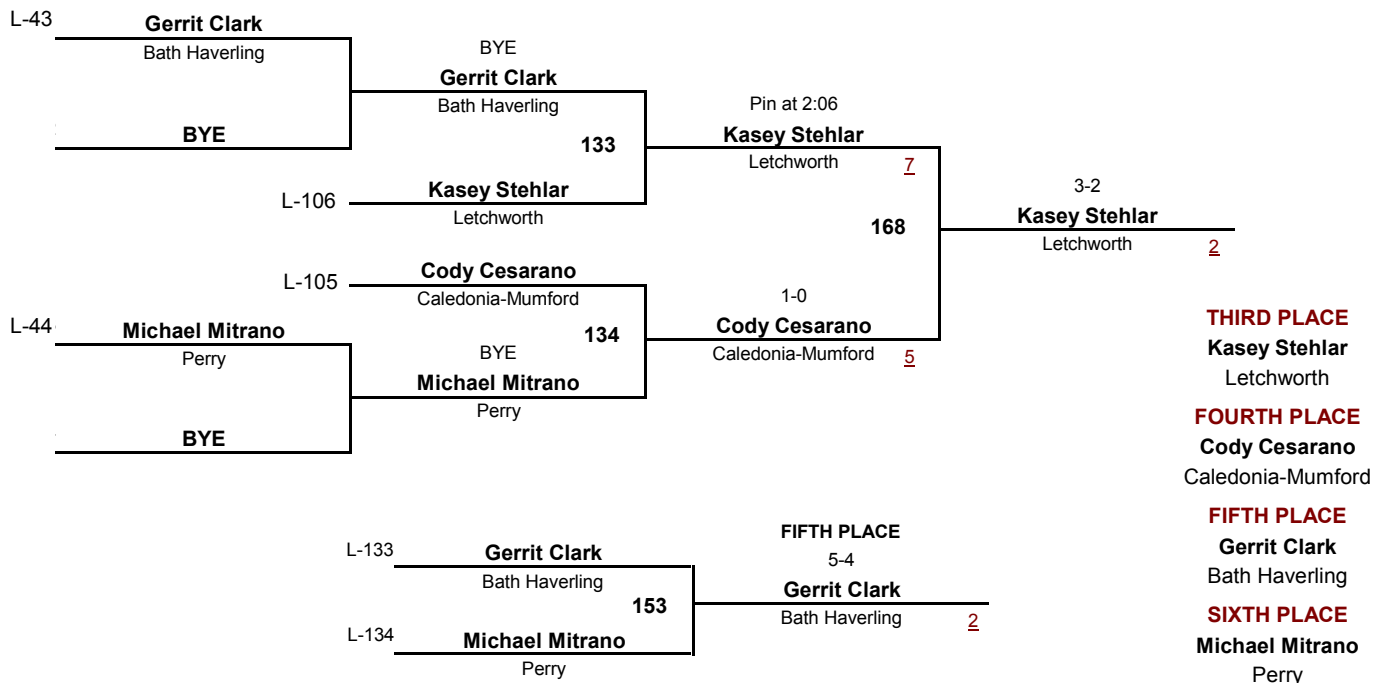 L-43
Gerrit Clark
Bath Haverling
BYE
BYE
Gerrit Clark
Bath Haverling
133
L-106
Kasey Stehlar
Letchworth
Pin at 2:06
Kasey Stehlar
Letchworth
7
168
3-2
Kasey Stehlar
Letchworth
2
L-105
Cody Cesarano
Caledonia-Mumford
134
L-44
Michael Mitrano
Perry
BYE
BYE
Michael Mitrano
Perry
1-0
Cody Cesarano
Caledonia-Mumford
5
THIRD PLACE
Kasey Stehlar
Letchworth
FOURTH PLACE
Cody Cesarano
Caledonia-Mumford
FIFTH PLACE
Gerrit Clark
Bath Haverling
SIXTH PLACE
Michael Mitrano
Perry
L-133
Gerrit Clark
Bath Haverling
153
L-134
Michael Mitrano
Perry
FIFTH PLACE
5-4
Gerrit Clark
Bath Haverling
2